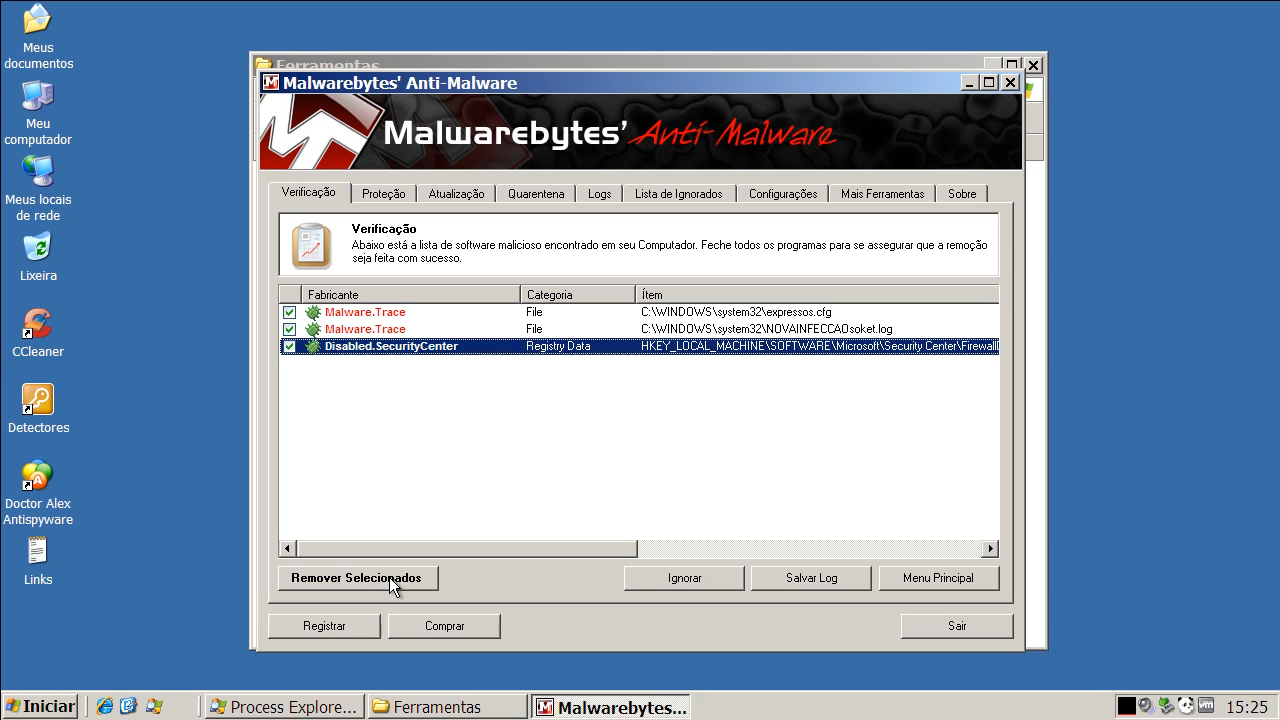 Meus
documentos
Meu
computador
Meus locais
de rede
Lixeira
CCleaner
Detectores
Doctor Alex
Antispyware
Links
Ferramentas
Malwarebytes' Anti-Malware
Malwarebytes' Anti-Malware
Verificação
Proteção
Atualização
Quarentena
Logs
Lista de Ignorados
Configurações
Mais Ferramentas
Sobre
Verificação
Abaixo está a lista de software malicioso encontrado em seu Computador. Feche todos os programas para se assegurar que a remoção
seja feita com sucesso.
Fabricante Categoria Ítem
Malware.Trace File C:\WINDOWS\system32\expressos.cfg
Malware.Trace File C:\WINDOWS\system32\NOVAINFECCAOsoket.log
Disabled.SecurityCenter Registry Data HKEY_LOCAL_MACHINE\SOFTWARE\Microsoft\Security Center\Firewall
Remover Selecionados
Ignorar
Salvar Log
Menu Principal
Registrar
Comprar
Sair
Iniciar
Process Explore...
Ferramentas
Malwarebytes...
15:25